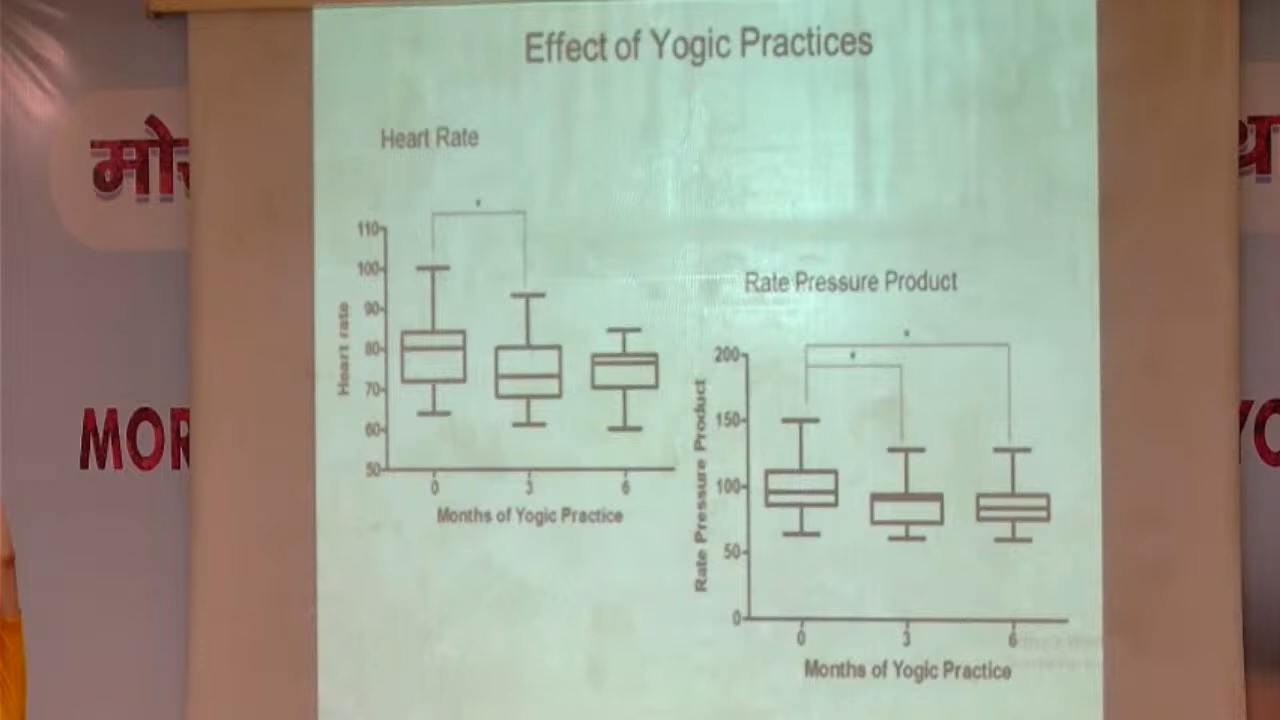 Effect of Yogic Practices
Heart Rate
*
110
100
90
80
70
60
50
Heart rate
0 3 6
Months of Yogic Practice
Rate Pressure Product
*
*
200
150
100
50
0
Rate Pressure Product
0 3 6
Months of Yogic Practice
MOR
YO